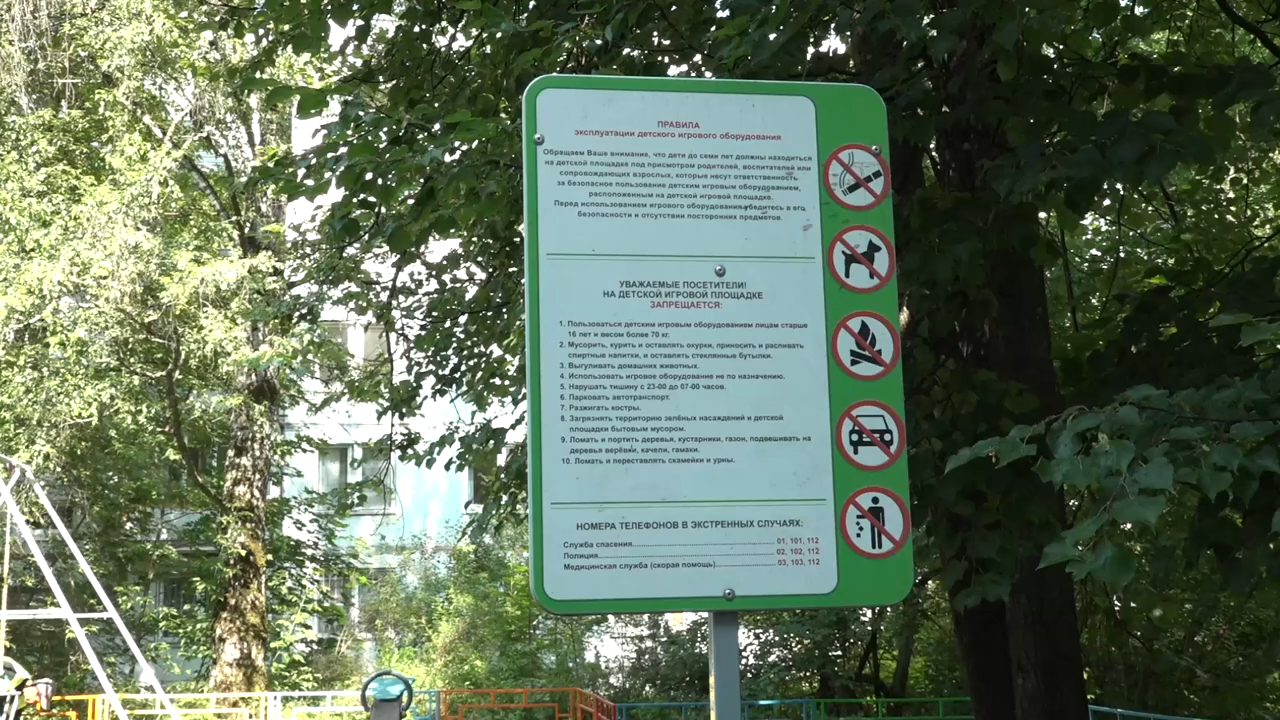 ПРАВИЛА
эксплуатации детского игрового оборудования
Обращаем Ваше внимание, что дети до семи лет должны находиться
на детской площадке под присмотром родителей, воспитателей или
сопровождающих взрослых, которые несут ответственность
за безопасное пользование детским игровым оборудованием,
расположенным на детской игровой площадке.
Перед использованием игрового оборудования убедитесь в его
безопасности и отсутствии посторонних предметов.
УВАЖАЕМЫЕ ПОСЕТИТЕЛИ!
НА ДЕТСКОЙ ИГРОВОЙ ПЛОЩАДКЕ
ЗАПРЕЩАЕТСЯ:
1. Пользоваться детским игровым оборудованием лицам старше
16 лет и весом более 70 кг.
2. Мусорить, курить и оставлять окурки, приносить и распивать
спиртные напитки, и оставлять стеклянные бутылки.
3. Выгуливать домашних животных.
4. Использовать игровое оборудование не по назначению.
5. Нарушать тишину с 23-00 до 07-00 часов.
6. Парковать автотранспорт.
7. Разжигать костры.
8. Загрязнять территорию зелёных насаждений и детской
площадки бытовым мусором.
9. Ломать и портить деревья, кустарники, газон, подвешивать на
деревья верёвки, качели, гамаки.
10. Ломать и переставлять скамейки и урны.
НОМЕРА ТЕЛЕФОНОВ В ЭКСТРЕННЫХ СЛУЧАЯХ:
Служба спасения........................................ 01, 101, 112
Полиция.................................................. 02, 102, 112
Медицинская служба (скорая помощь)................ 03, 103, 112